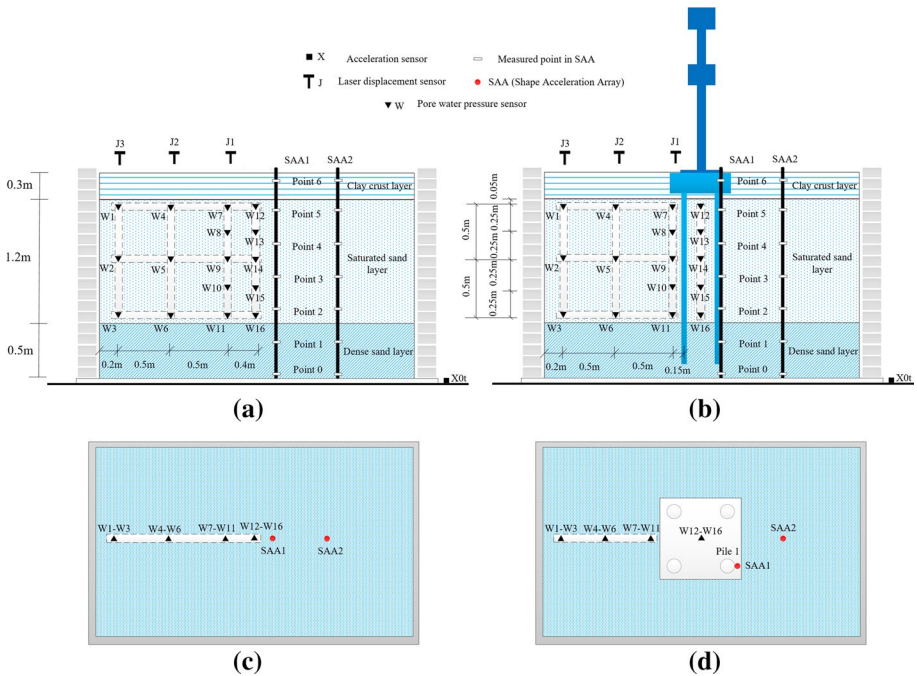 X Acceleration sensor
Measured point in SAA
J Laser displacement sensor
SAA (Shape Acceleration Array)
W Pore water pressure sensor
J3 J2 J1
SAA1 SAA2
0.3m
Point 6 Clay crust layer
W1 W4 W7 W12
Point 5
W8 W13
1.2m
Point 4
Saturated sand
layer
W2 W5 W9 W14
Point 3
W10 W15
Point 2
W3 W6 W11 W16
0.5m
Point 1 Dense sand layer
0.2m 0.5m 0.5m 0.4m
Point 0
X0t
(a)
J3 J2 J1
SAA1 SAA2
0.05m
Point 6 Clay crust layer
W1 W4 W7 W12
Point 5
0.5m
0.25m
0.25m
W8 W13
Point 4
Saturated sand
layer
W2 W5 W9 W14
Point 3
0.5m
0.25m
0.25m
W10 W15
Point 2
W3 W6 W11 W16
Point 1 Dense sand layer
0.2m 0.5m 0.5m 0.15m
Point 0
X0t
(b)
W1-W3 W4-W6 W7-W11 W12-W16
SAA1 SAA2
(c)
W1-W3 W4-W6 W7-W11
W12-W16
SAA2
Pile 1
SAA1
(d)